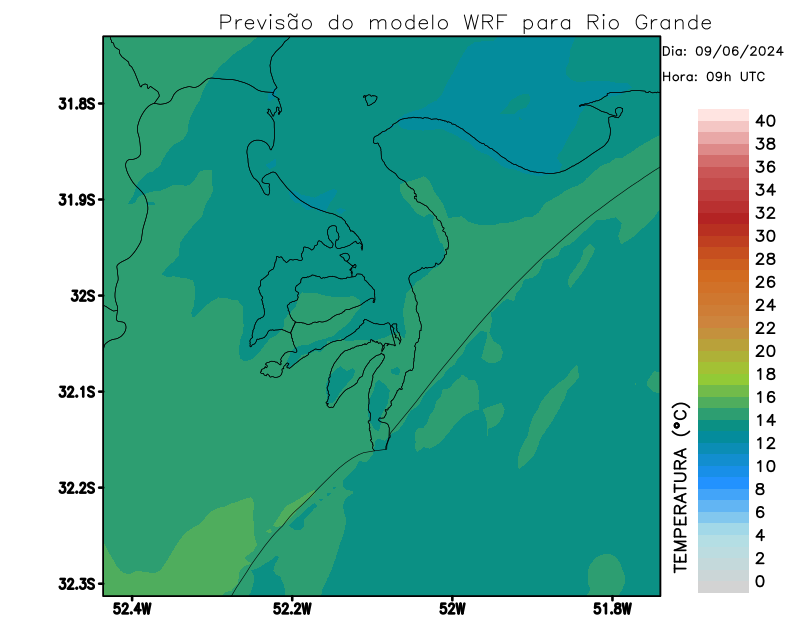 Previsão do modelo WRF para Rio Grande
Dia: 09/06/2024
Hora: 09h UTC
31.8S
31.9S
32S
32.1S
32.2S
32.3S
52.4W
52.2W
52W
51.8W
TEMPERATURA (°C)
40
38
36
34
32
30
28
26
24
22
20
18
16
14
12
10
8
6
4
2
0